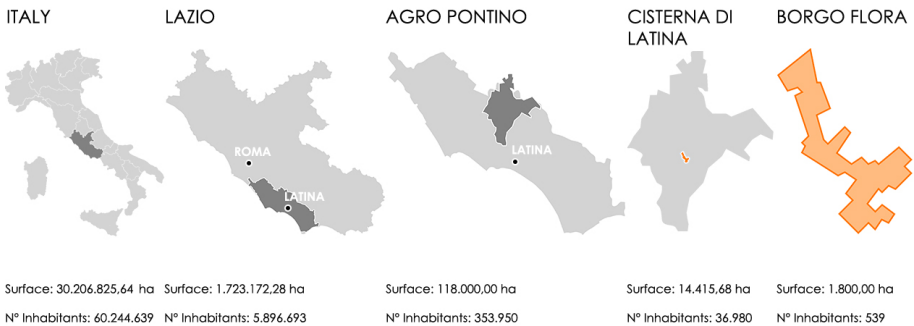 ITALY
LAZIO
AGRO PONTINO
CISTERNA DI
LATINA
BORGO FLORA
ROMA
LATINA
LATINA
Surface: 30.206.825,64 ha
Surface: 1.723.172,28 ha
Surface: 118.000,00 ha
Surface: 14.415,68 ha
Surface: 1.800,00 ha
N° Inhabitants: 60.244.639
N° Inhabitants: 5.896.693
N° Inhabitants: 353.950
N° Inhabitants: 36.980
N° Inhabitants: 539